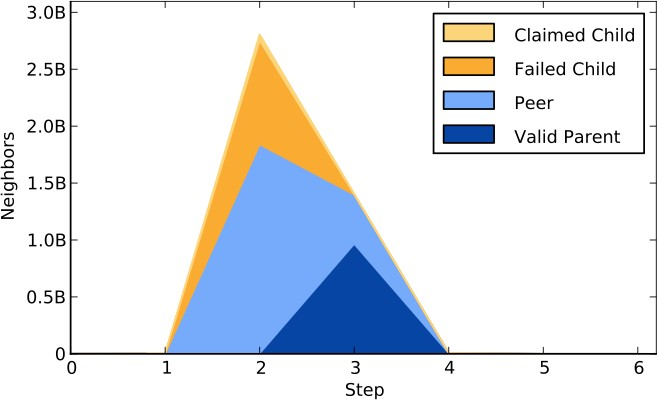 3.0B
2.5B
2.0B
1.5B
1.0B
0.5B
0
Neighbors
Claimed Child
Failed Child
Peer
Valid Parent
0 1 2 3 4 5 6
Step